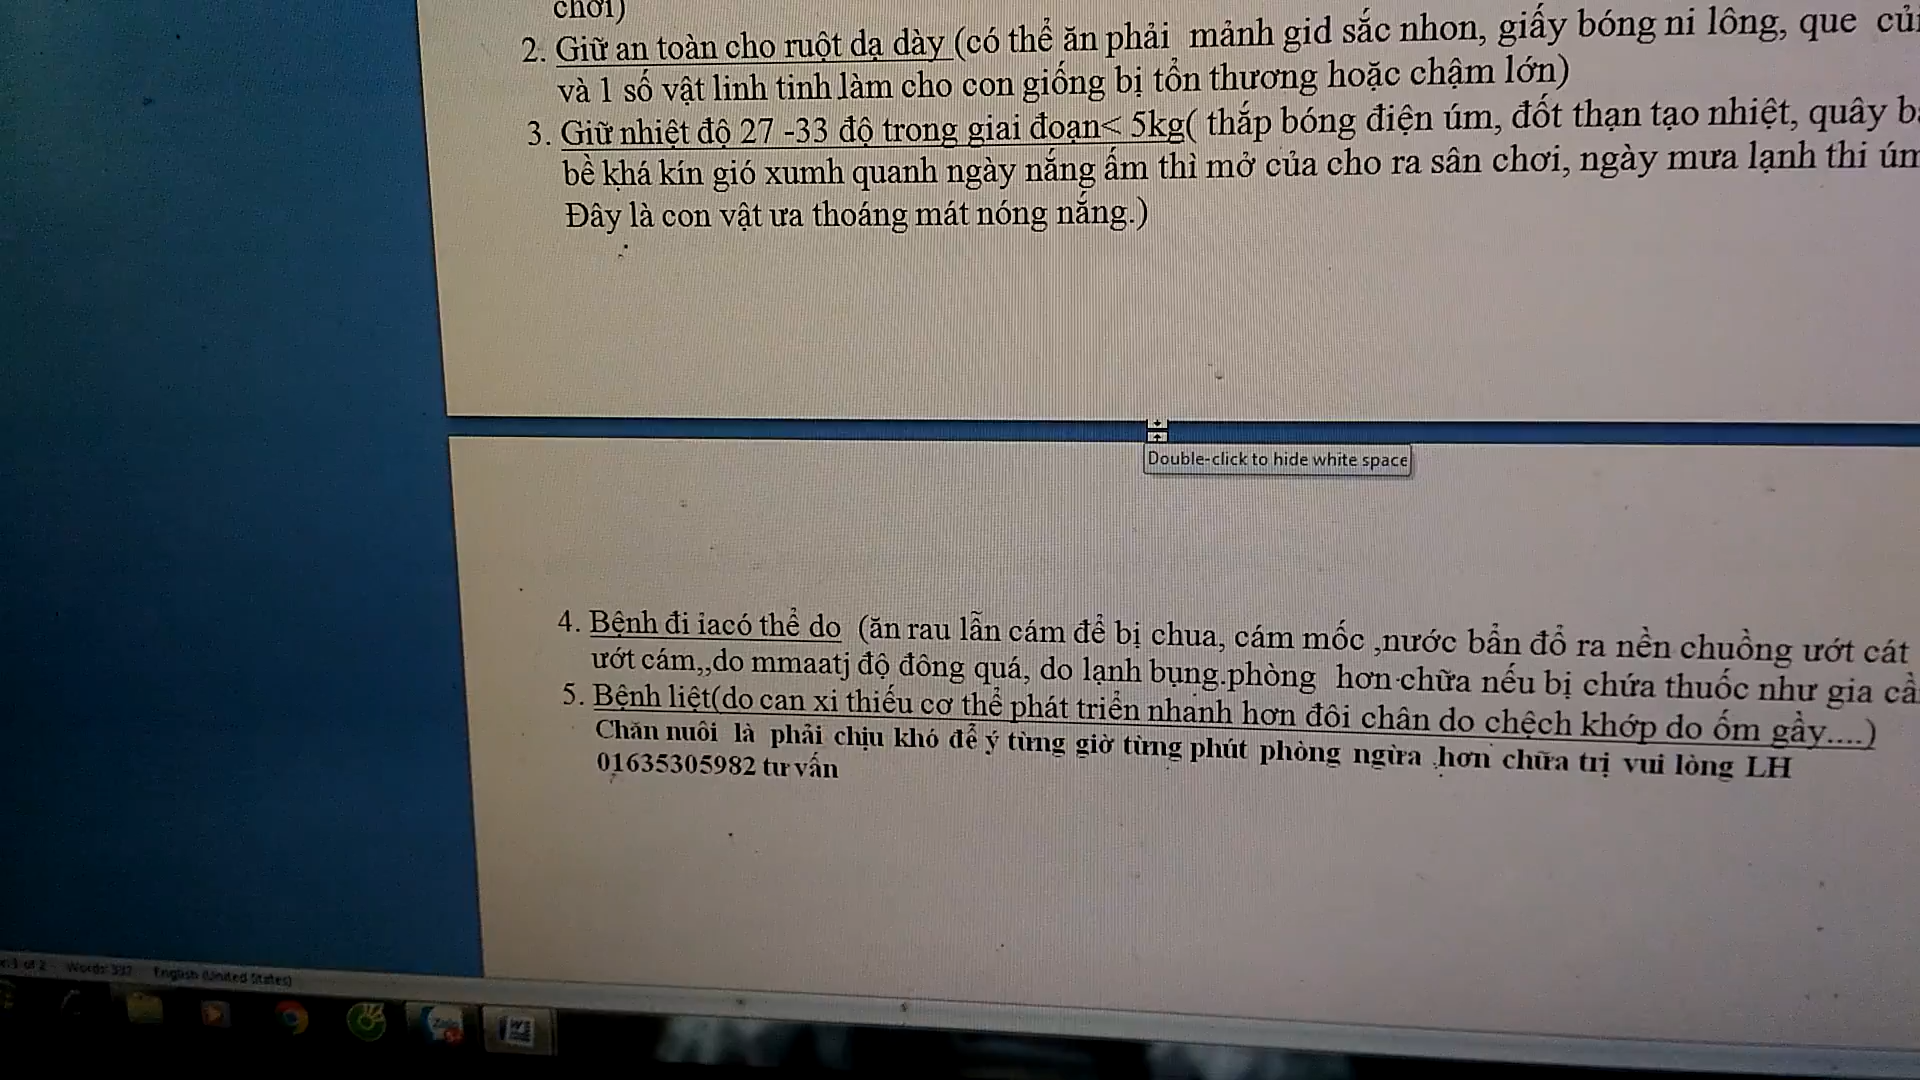 chơi)
2. Giữ an toàn cho ruột dạ dày (có thể ăn phải mảnh gid sắc nhon, giấy bóng ni lông, que
và 1 số vật linh tinh làm cho con giống bị tổn thương hoặc chậm lớn)
3. Giữ nhiệt độ 27 -33 độ trong giai đoạn< 5kg( thắp bóng điện úm, đốt thạn tạo nhiệt, quây
bề khá kín gió xumh quanh ngày nắng ấm thì mở của cho ra sân chơi, ngày mưa lạnh thi úm
Đây là con vật ưa thoáng mát nóng nắng.)
Double-click to hide white space
4. Bệnh đi iacó thể do (ăn rau lẫn cám để bị chua, cám mốc ,nước bẩn đổ ra nền chuồng ướt cát
ướt cám,,do mmaatj độ đông quá, do lạnh bụng.phòng hơn chữa nếu bị chứa thuốc như gia
5. Bệnh liệt(do can xi thiếu cơ thể phát triển nhanh hơn đôi chân do chệch khớp do ốm gầy....)
Chăn nuôi là phải chịu khó để ý từng giờ từng phút phòng ngừa hơn chữa trị vui lòng LH
01635305982 tư vấn
1 of 2 Words: 337 English (United States)
Zalo
W